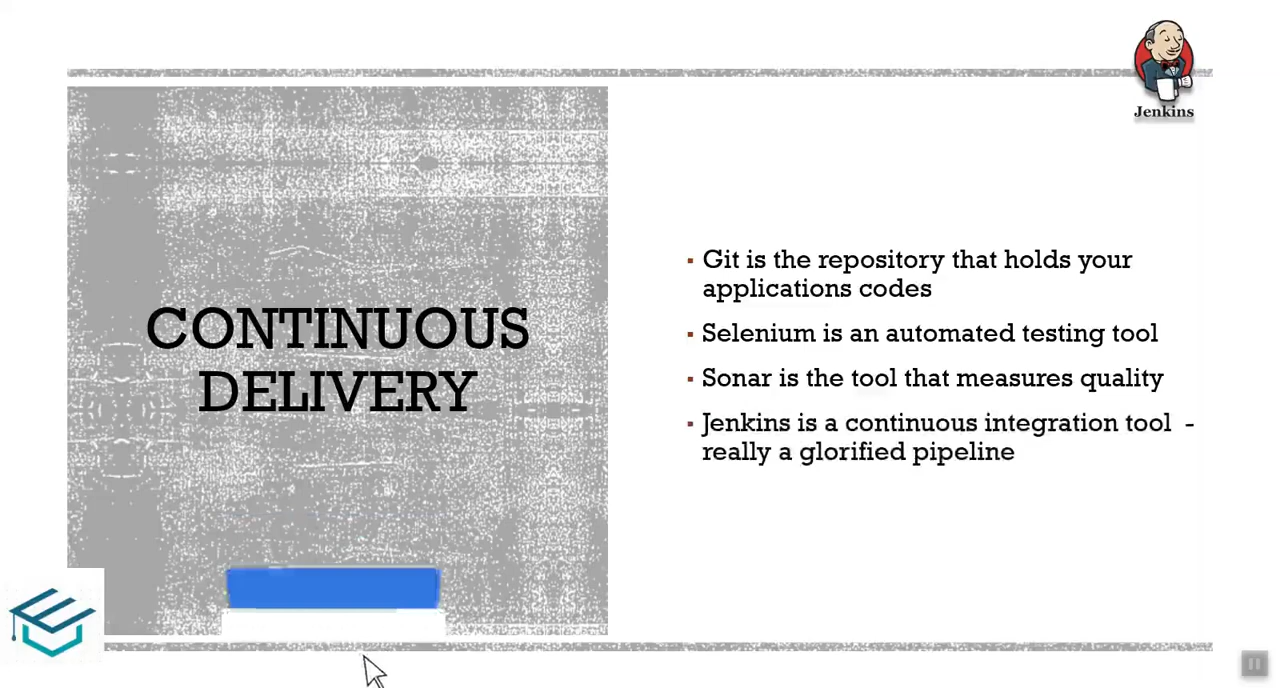 Jenkins
CONTINUOUS
DELIVERY
▪ Git is the repository that holds your
applications codes
▪ Selenium is an automated testing tool
▪ Sonar is the tool that measures quality
▪ Jenkins is a continuous integration tool -
really a glorified pipeline